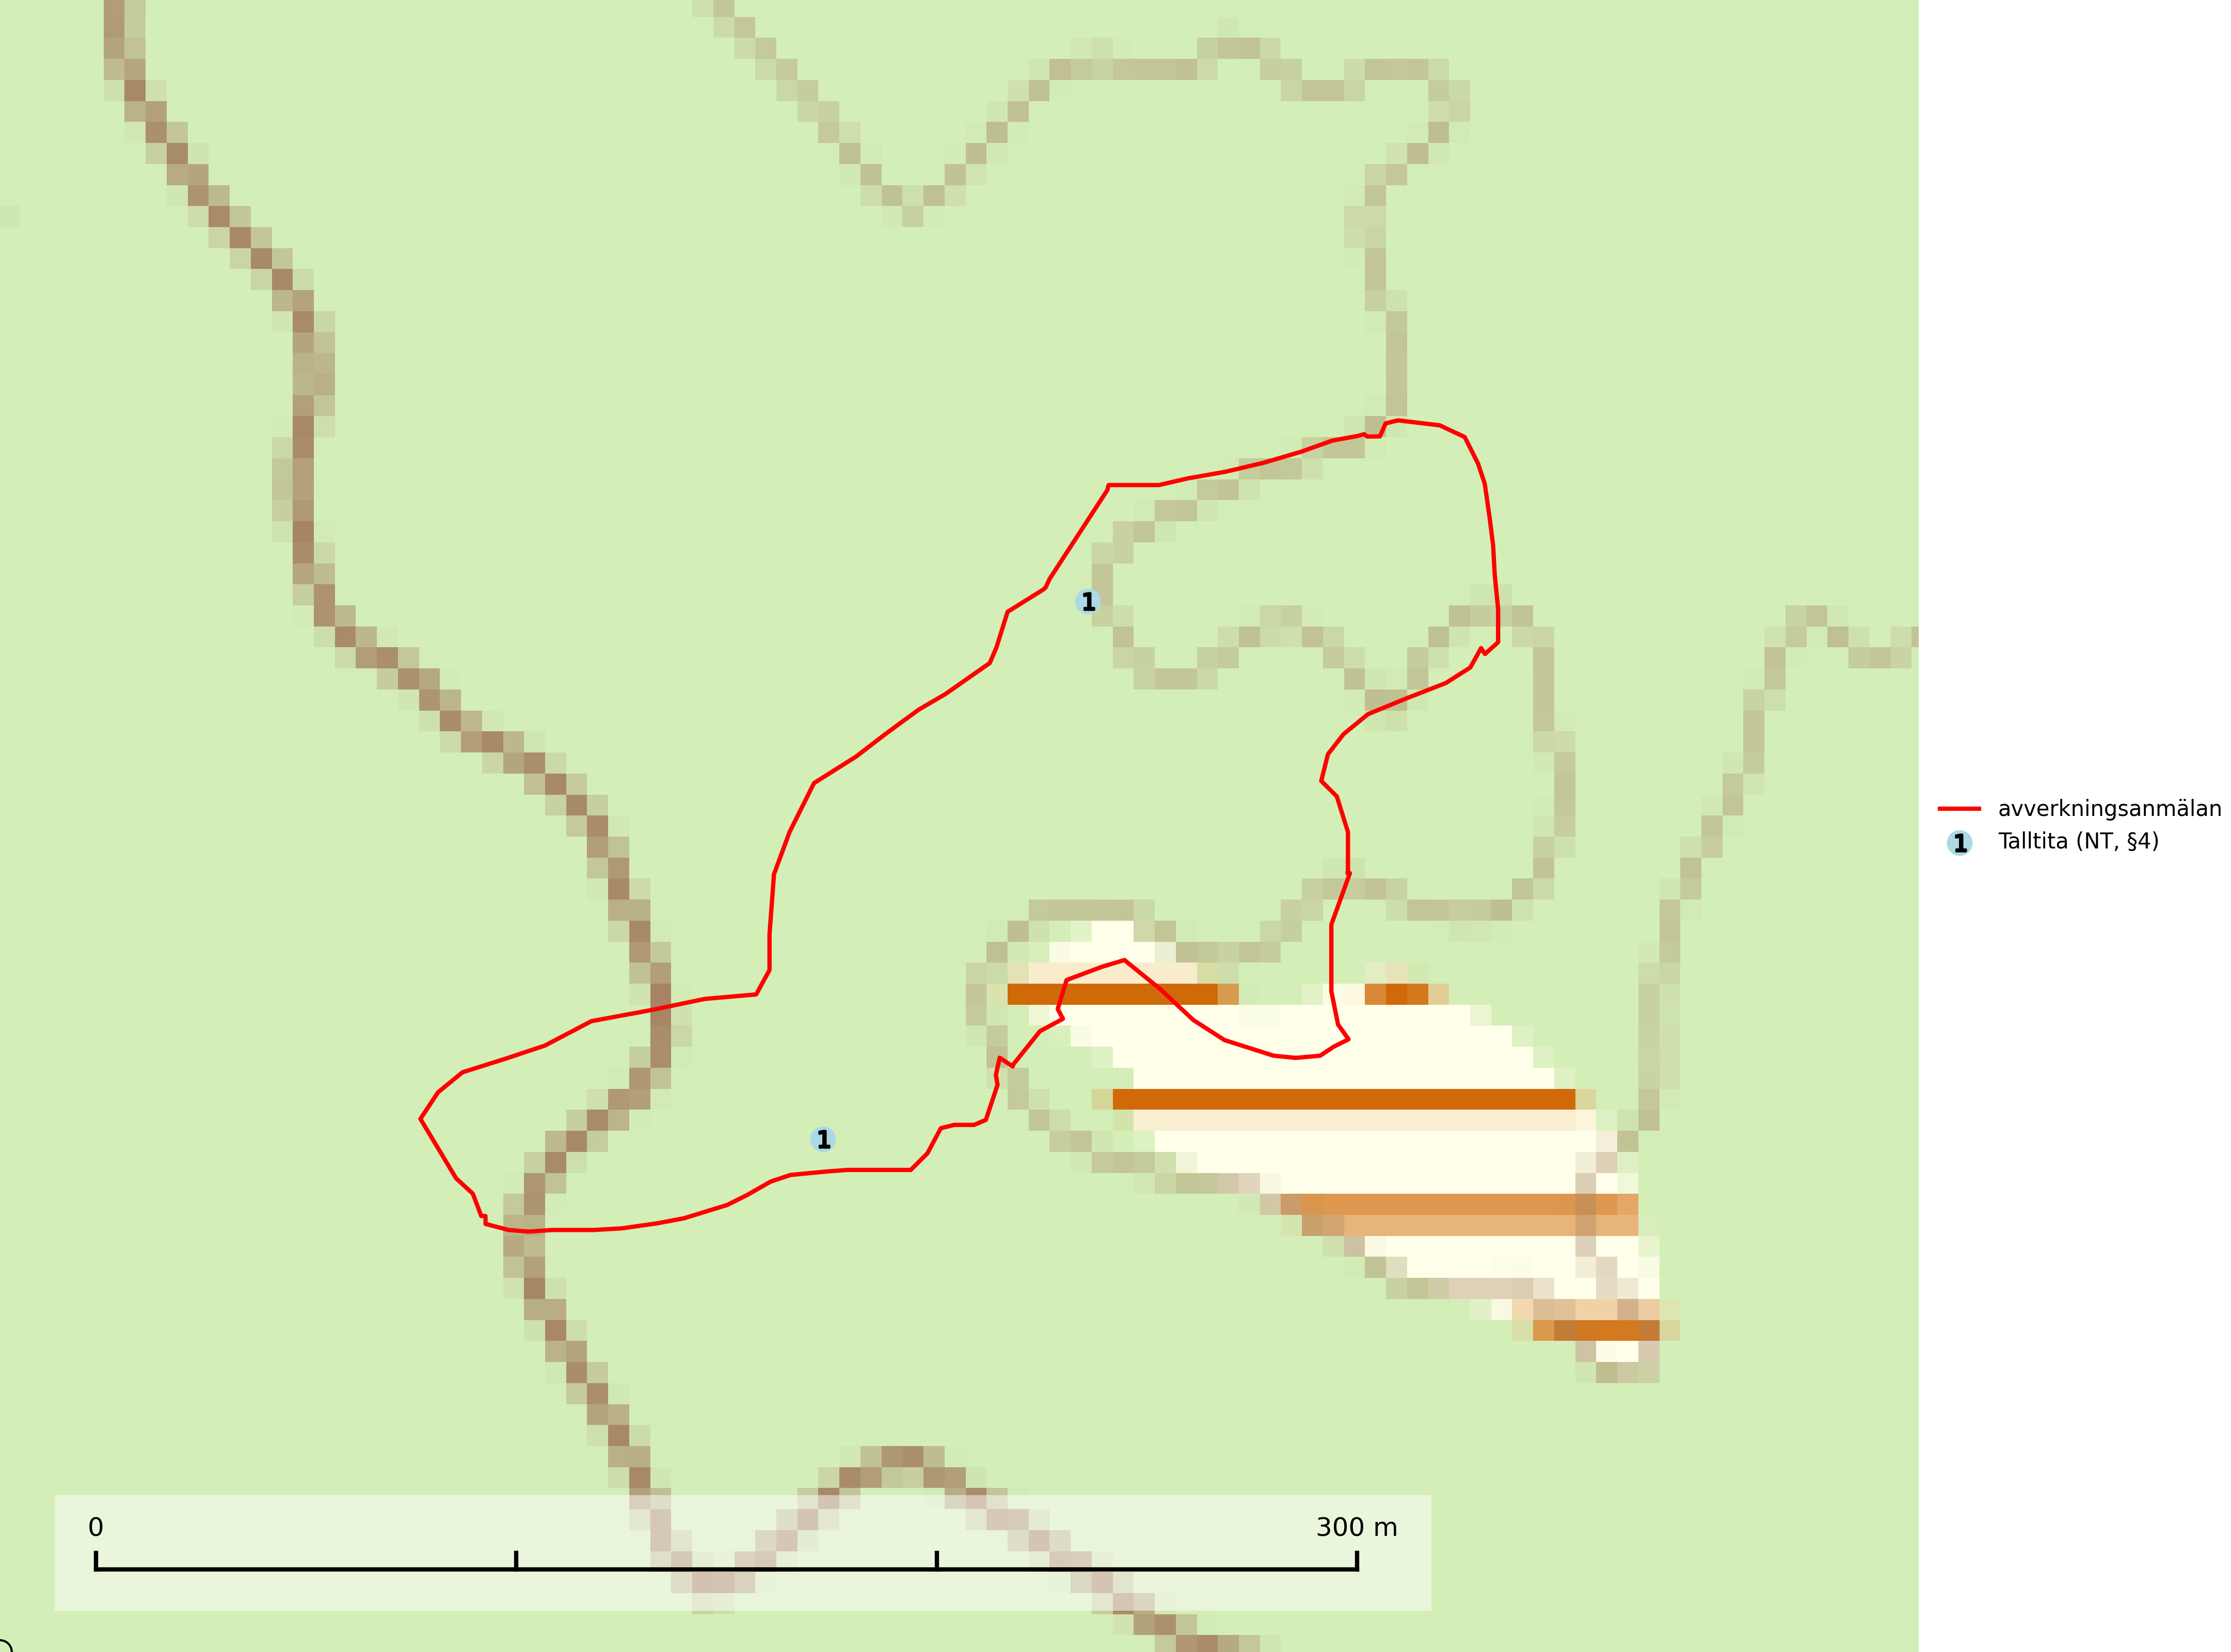 1
1
avverkningsanmälan
1 Talltita (NT, §4)
0 300 m